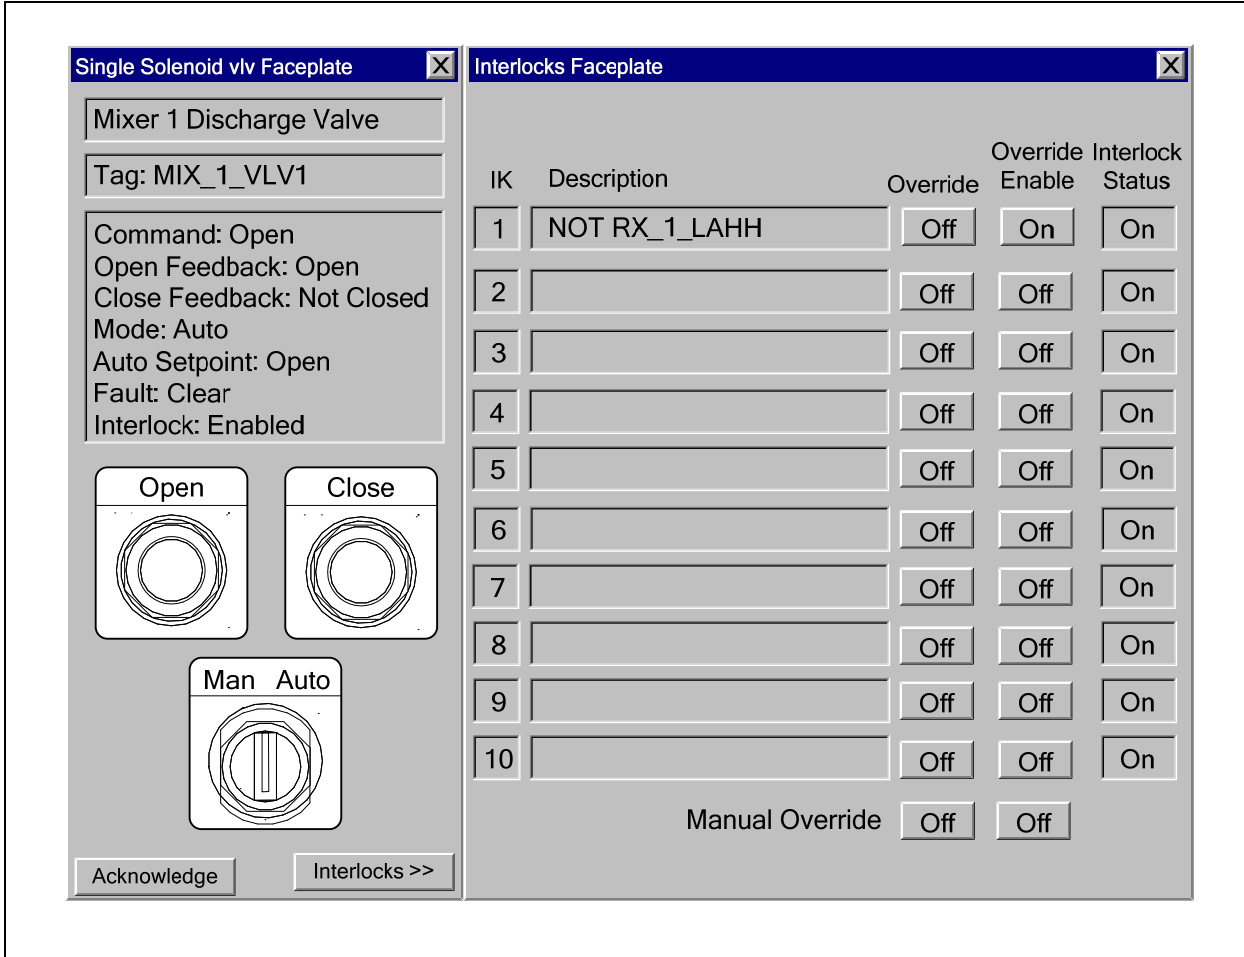 Single Solenoid vlv Faceplate X
Mixer 1 Discharge Valve
Tag: MIX_1_VLV1
Command: Open
Open Feedback: Open
Close Feedback: Not Closed
Mode: Auto
Auto Setpoint: Open
Fault: Clear
Interlock: Enabled
Open Close
Man Auto
Acknowledge Interlocks >>
Interlocks Faceplate X
IK Description Override Override Enable Interlock Status
1 NOT RX_1_LAHH Off On On
2 Off Off On
3 Off Off On
4 Off Off On
5 Off Off On
6 Off Off On
7 Off Off On
8 Off Off On
9 Off Off On
10 Off Off On
Manual Override Off Off